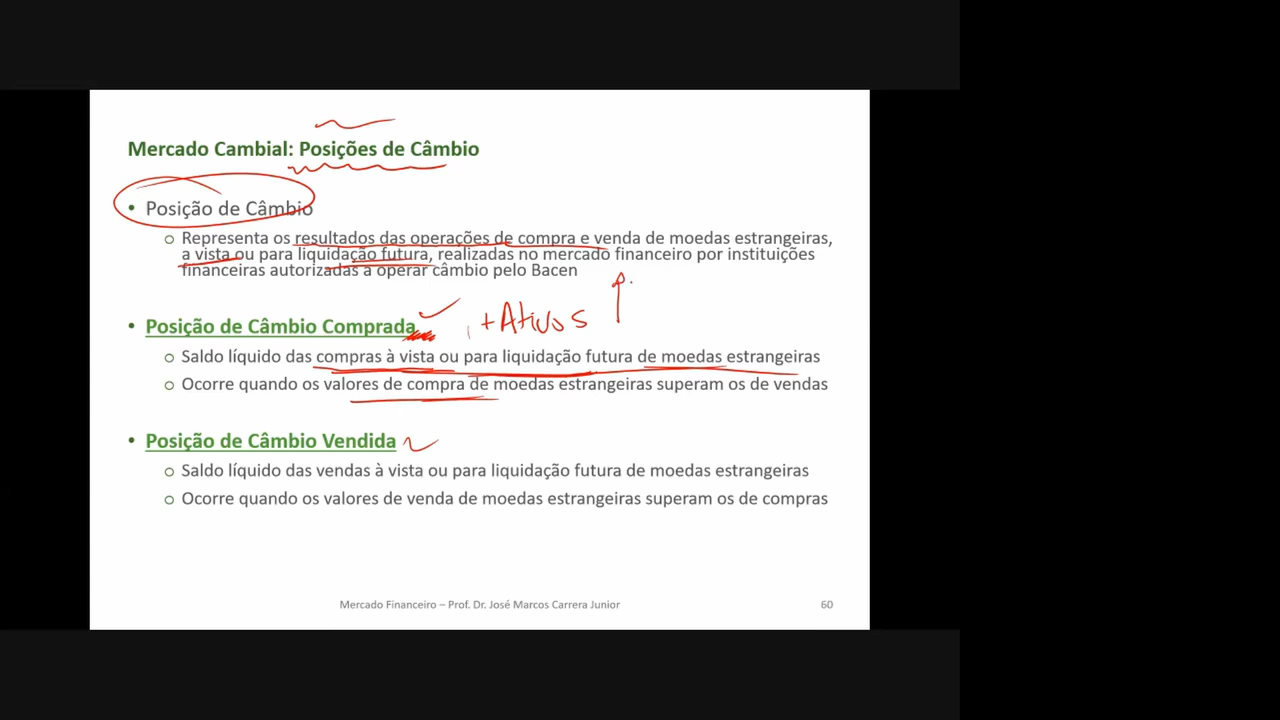 Mercado Cambial: Posições de Câmbio
• Posição de Câmbio
o Representa os resultados das operações de compra e venda de moedas estrangeiras,
a vista ou para liquidação futura, realizadas no mercado financeiro por instituições
financeiras autorizadas a operar câmbio pelo Bacen
• Posição de Câmbio Comprada +Ativos
o Saldo líquido das compras à vista ou para liquidação futura de moedas estrangeiras
o Ocorre quando os valores de compra de moedas estrangeiras superam os de vendas
• Posição de Câmbio Vendida
o Saldo líquido das vendas à vista ou para liquidação futura de moedas estrangeiras
o Ocorre quando os valores de venda de moedas estrangeiras superam os de compras
Mercado Financeiro – Prof. Dr. José Marcos Carrera Junior 60